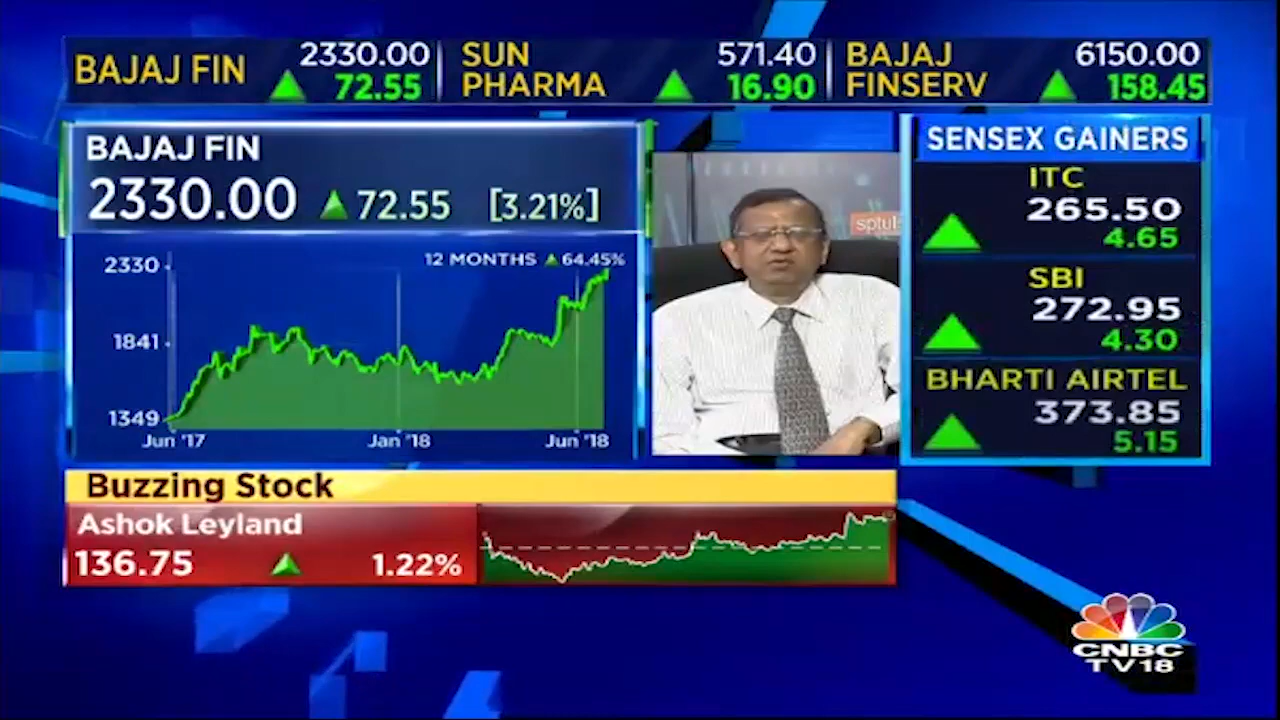 BAJAJ FIN 2330.00 72.55
SUN PHARMA 571.40 16.90
BAJAJ FINSERV 6150.00 158.45
BAJAJ FIN
2330.00 72.55 [3.21%]
12 MONTHS 64.45%
2330
1841
1349
Jun '17 Jan '18 Jun '18
SENSEX GAINERS
ITC
265.50
4.65
SBI
272.95
4.30
BHARTI AIRTEL
373.85
5.15
Buzzing Stock
Ashok Leyland
136.75 1.22%
CNBC
TV18